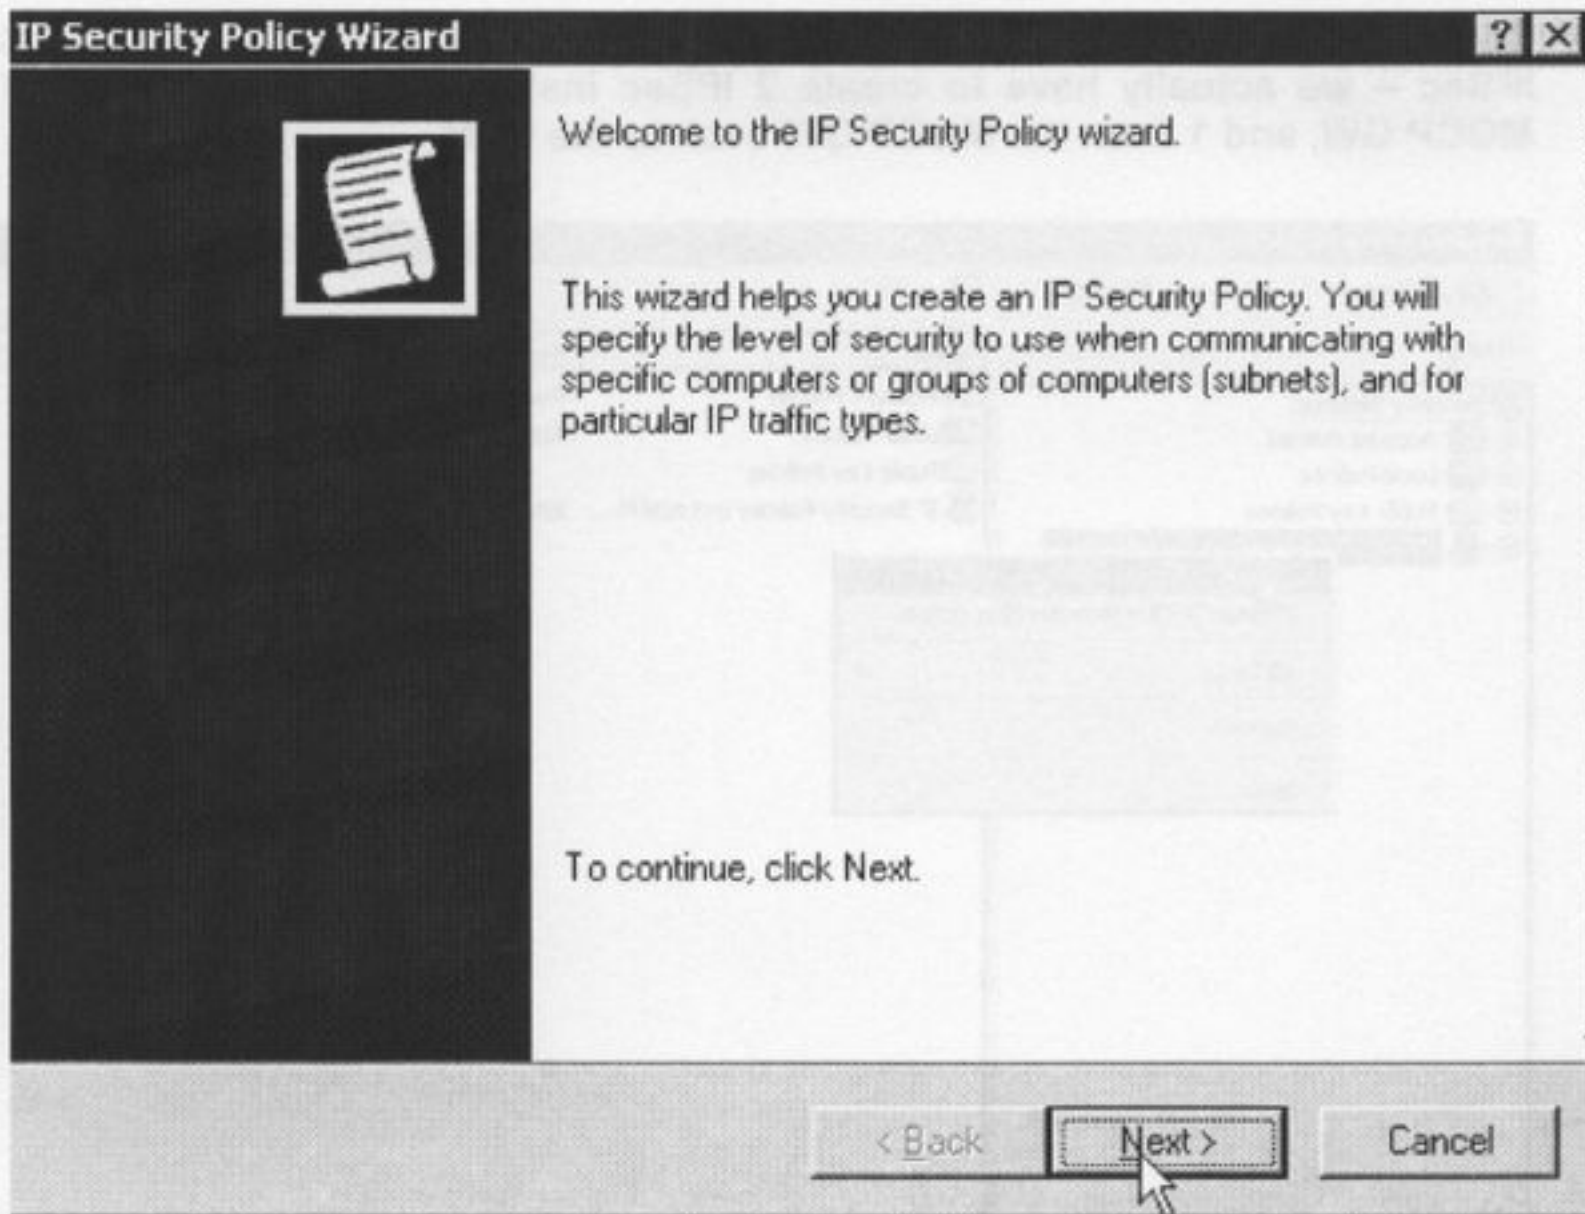 IP Security Policy Wizard
Welcome to the IP Security Policy wizard.
This wizard helps you create an IP Security Policy. You will
specify the level of security to use when communicating with
specific computers or groups of computers (subnets), and for
particular IP traffic types.
To continue, click Next.
< Back
Next >
Cancel